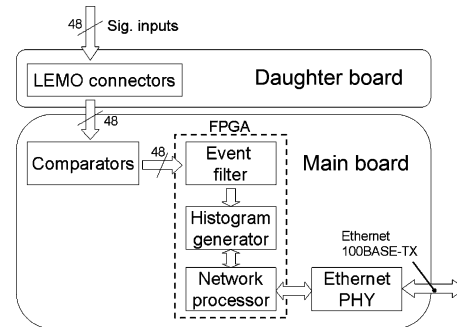 48
Sig. inputs
LEMO connectors
Daughter board
48
FPGA
Comparators
48
Event
filter
Main board
Histogram
generator
Ethernet
100BASE-TX
Network
processor
Ethernet
PHY